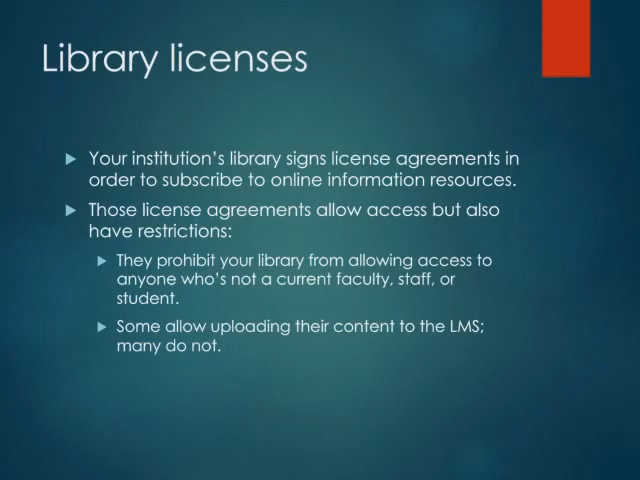 Library licenses
Your institution's library signs license agreements in
order to subscribe to online information resources.
Those license agreements allow access but also
have restrictions:
They prohibit your library from allowing access to
anyone who's not a current faculty, staff, or
student.
Some allow uploading their content to the LMS;
many do not.